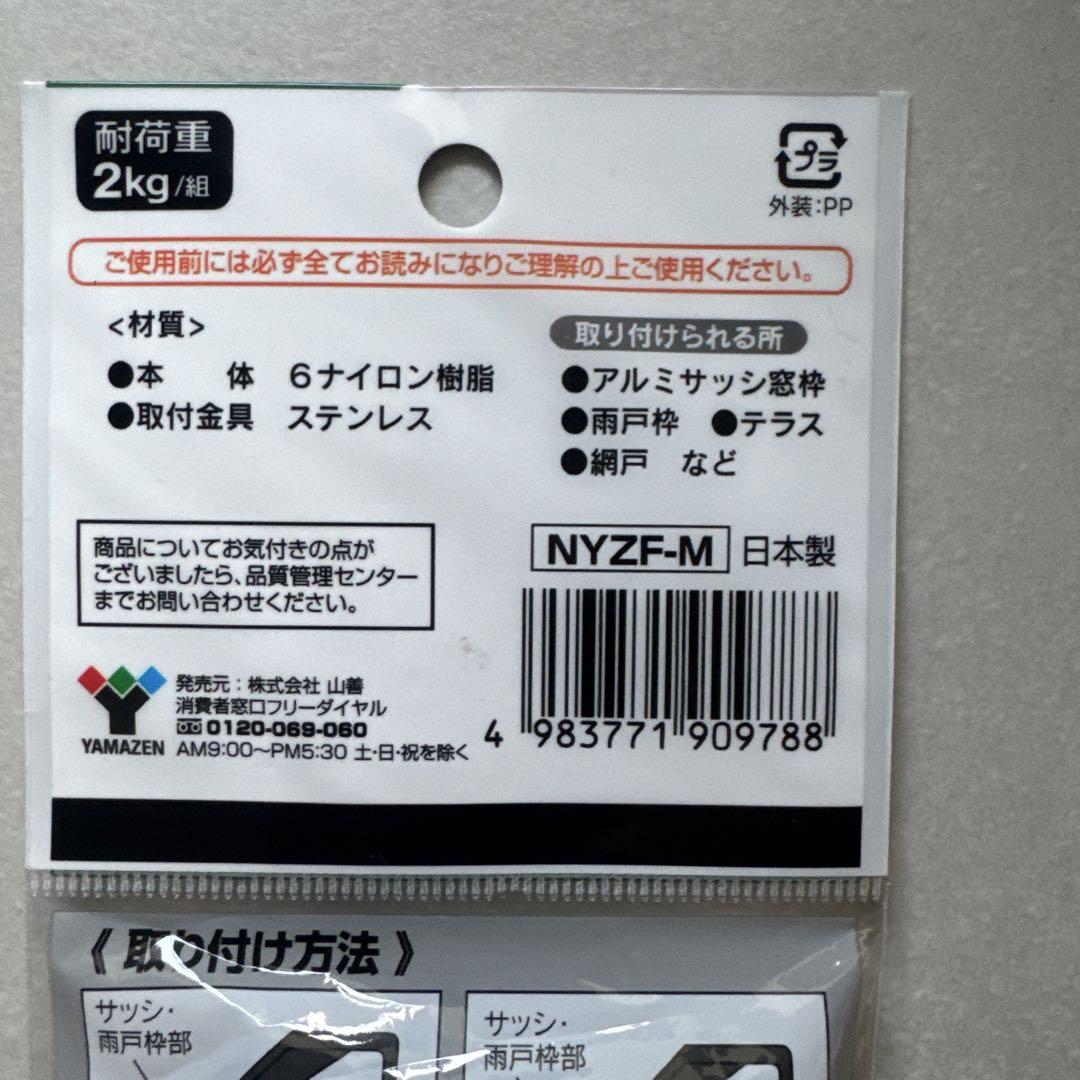 耐荷重
2kg/組
プラ
外装:PP
ご使用前には必ず全てお読みになりご理解の上ご使用ください。
<材質>
●本　　体　6ナイロン樹脂
●取付金具　ステンレス
取り付けられる所
●アルミサッシ窓枠
●雨戸枠　●テラス
●網戸　など
商品についてお気付きの点が
ございましたら、品質管理センター
までお問い合わせください。
NYZF-M 日本製
4 983771 909788
YAMAZEN
発売元:株式会社 山善
消費者窓口フリーダイヤル
0120-069-060
AM9:00〜PM5:30 土・日・祝を除く
《取り付け方法》
サッシ・
雨戸枠部
サッシ・
雨戸枠部